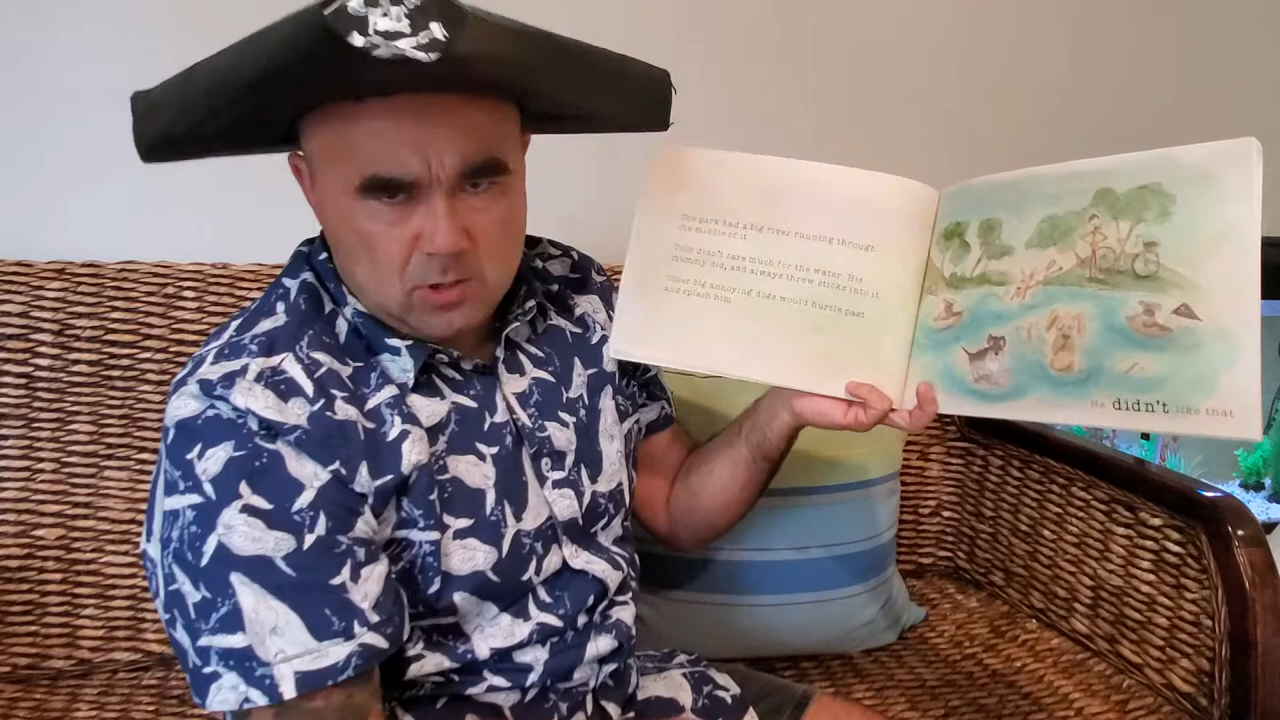 The park had a big river running through
the middle of it
Toby didn't care much for the water. His
mummy did, and always threw sticks into it
Other big annoying dogs would hurtle past
and splash him
He didn't like that